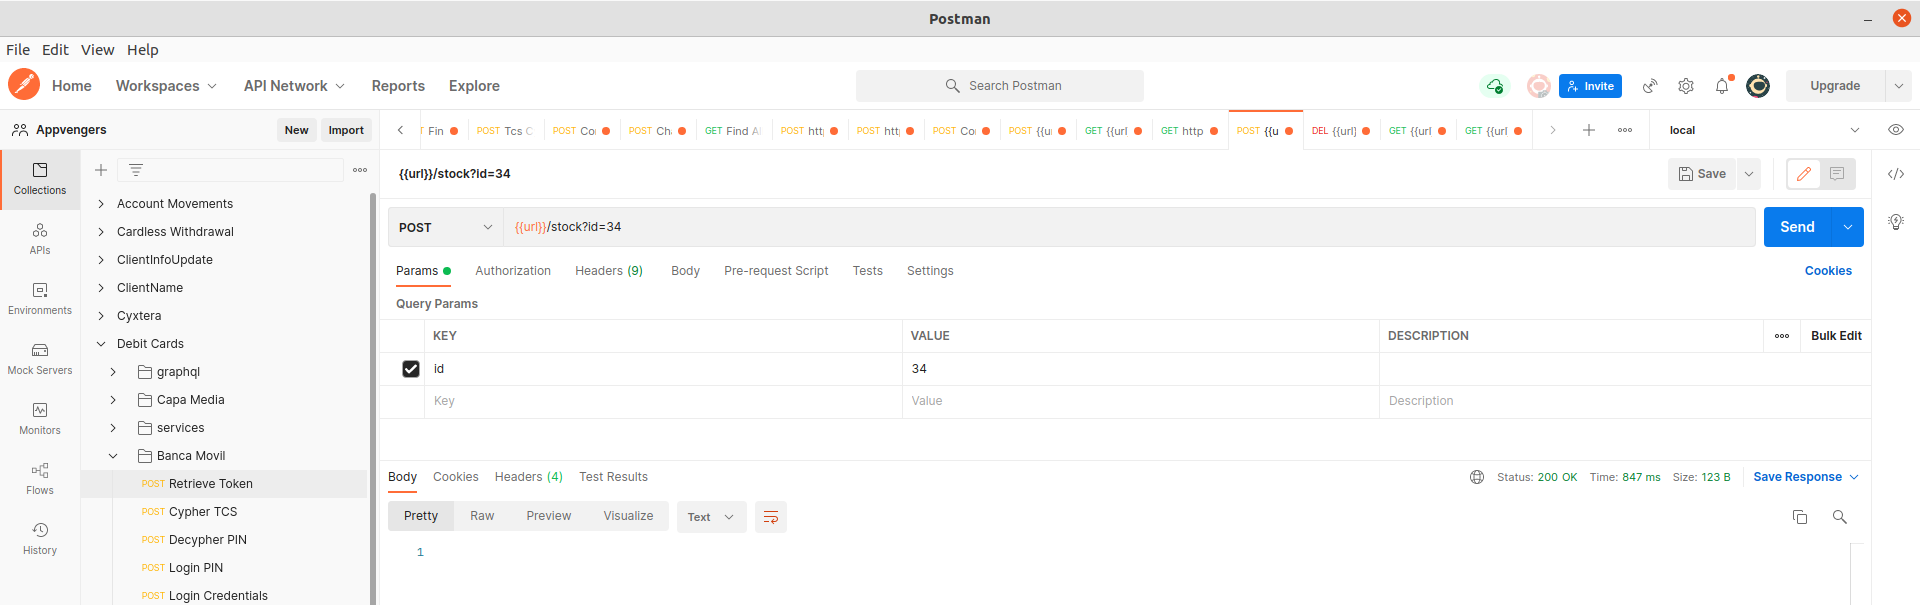 Postman
File Edit View Help
Home Workspaces API Network Reports Explore Search Postman Invite Upgrade
Appvengers New Import
Fin POST Tcs C POST Co POST Ch GET Find A POST http POST http POST Co POST {{u GET {{url GET http POST {{u DEL {{url} GET {{url GET {{url local
{{url}}/stock?id=34 Save
POST {{url}}/stock?id=34 Send
Params Authorization Headers (9) Body Pre-request Script Tests Settings Cookies
Query Params
KEY VALUE DESCRIPTION Bulk Edit
id 34
Key Value Description
Body Cookies Headers (4) Test Results Status: 200 OK Time: 847 ms Size: 123 B Save Response
Pretty Raw Preview Visualize Text
1
Collections
APIs
Environments
Mock Servers
Monitors
Flows
History
Account Movements
Cardless Withdrawal
ClientInfoUpdate
ClientName
Cyxtera
Debit Cards
graphql
Capa Media
services
Banca Movil
POST Retrieve Token
POST Cypher TCS
POST Decypher PIN
POST Login PIN
POST Login Credentials